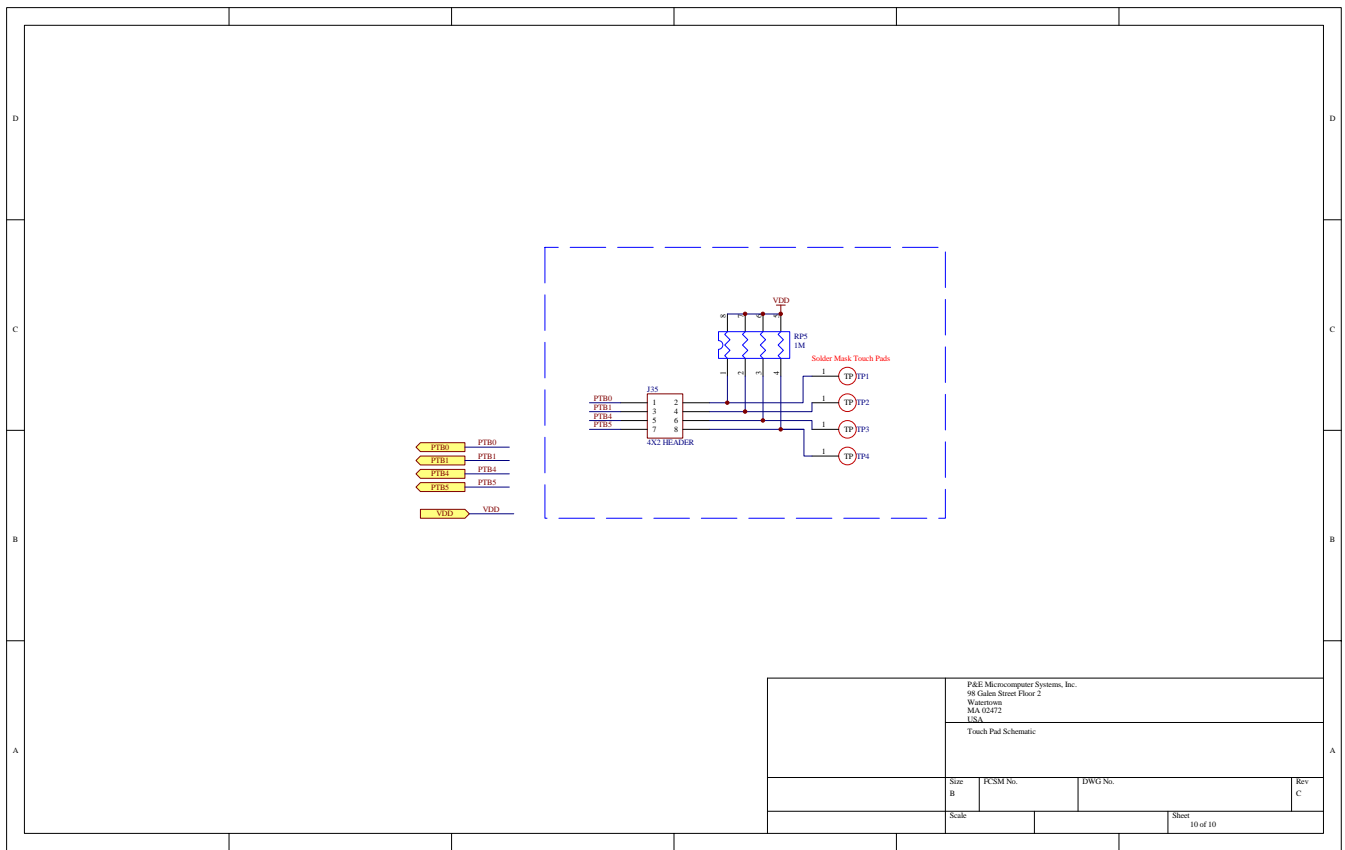 D
D
C
C
B
B
A
A
VDD
8
7
6
5
RP5
1M
1
2
3
4
Solder Mask Touch Pads
1 TP TP1
1 TP TP2
1 TP TP3
1 TP TP4
J35
PTB0 1 2
PTB1 3 4
PTB4 5 6
PTB5 7 8
4X2 HEADER
PTB0 PTB0
PTB1 PTB1
PTB4 PTB4
PTB5 PTB5
VDD VDD
P&E Microcomputer Systems, Inc.
98 Galen Street Floor 2
Watertown
MA 02472
USA
Touch Pad Schematic
Size FCSM No. DWG No. Rev
B C
Scale Sheet
10 of 10